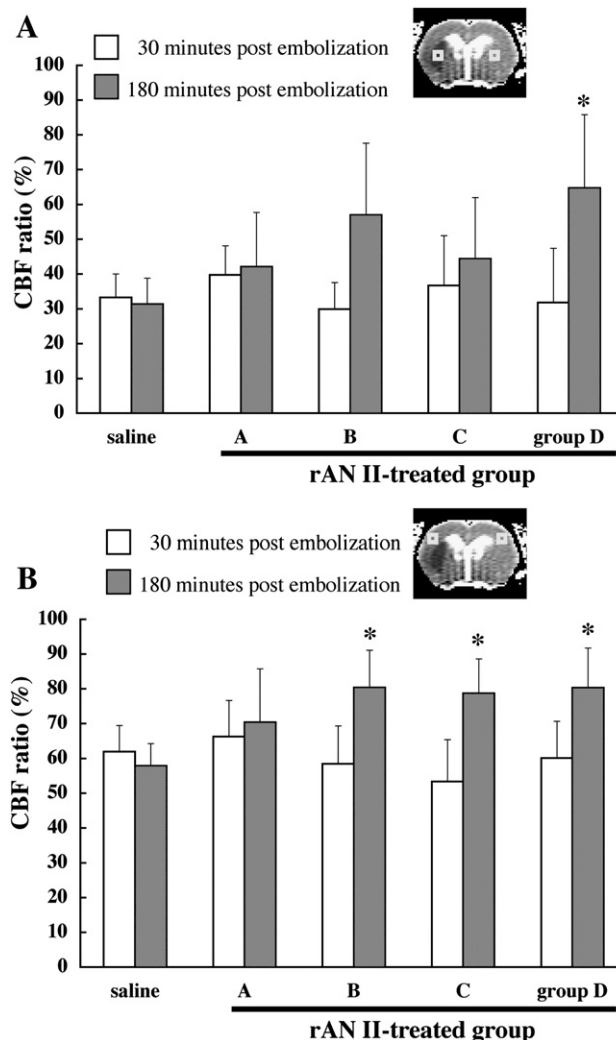 A
30 minutes post embolization
180 minutes post embolization
CBF ratio (%)
100
90
80
70
60
50
40
30
20
10
0
*
saline A B C group D
rAN II-treated group
B
30 minutes post embolization
180 minutes post embolization
CBF ratio (%)
100
90
80
70
60
50
40
30
20
10
0
* * *
saline A B C group D
rAN II-treated group